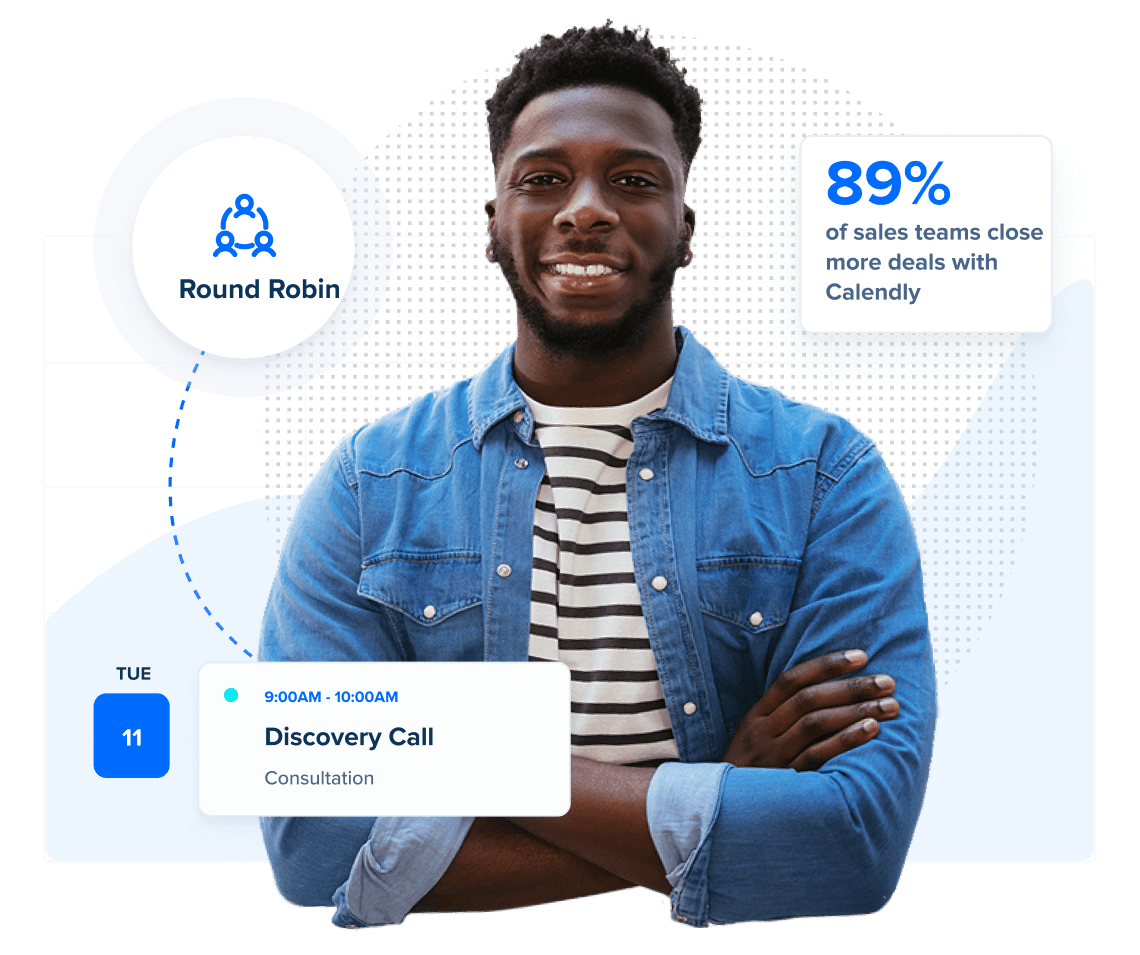 Round Robin
89%
of sales teams close
more deals with
Calendly
TUE
11
9:00AM - 10:00AM
Discovery Call
Consultation